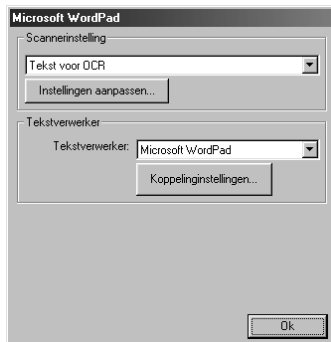 Microsoft WordPad
Scannerinstelling
Tekst voor OCR
Instellingen aanpassen...
Tekstverwerker
Tekstverwerker: Microsoft WordPad
Koppelinginstellingen...
Ok